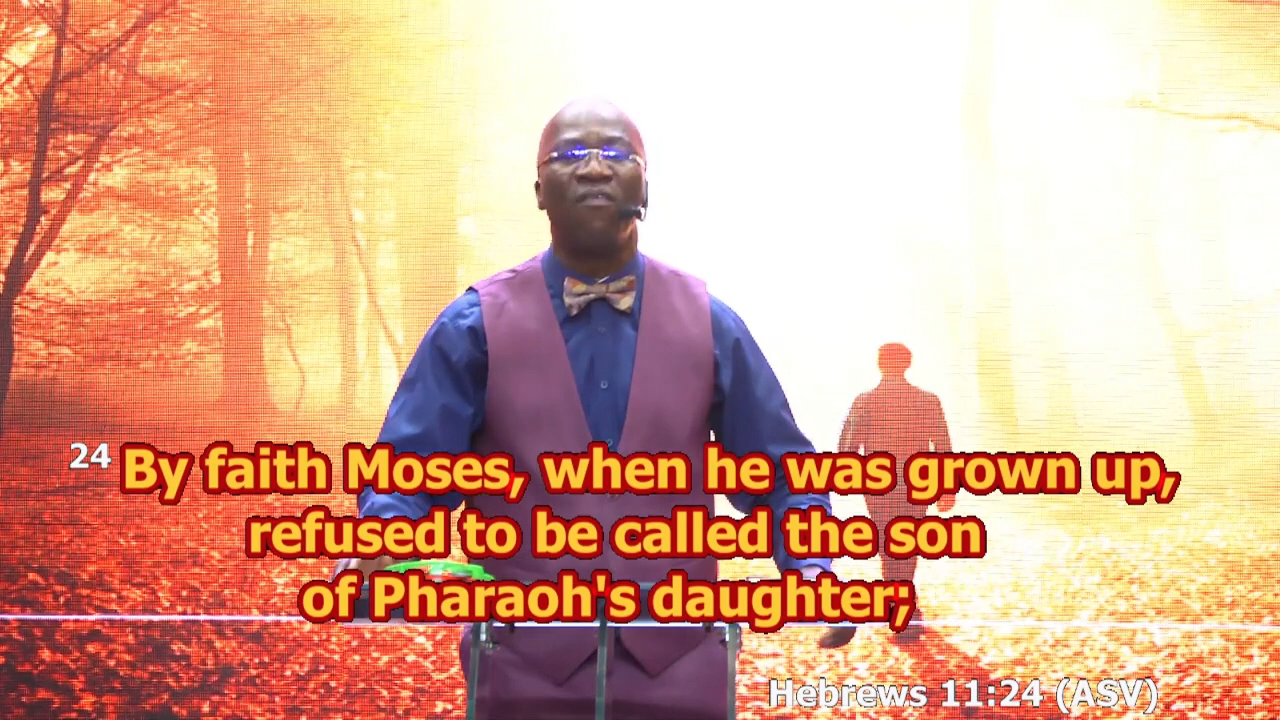 24 By faith Moses, when he was grown up,
refused to be called the son
of Pharaoh's daughter;
Hebrews 11:24 (ASV)